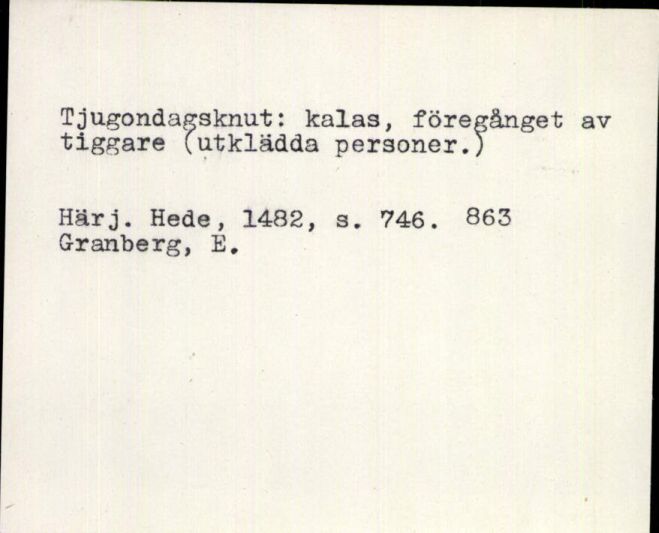 Tjugondagsknut: kalas, föregånget av
tiggare (utklädda personer.)
Härj. Hede, 1482, s. 746. 863
Granberg, E.